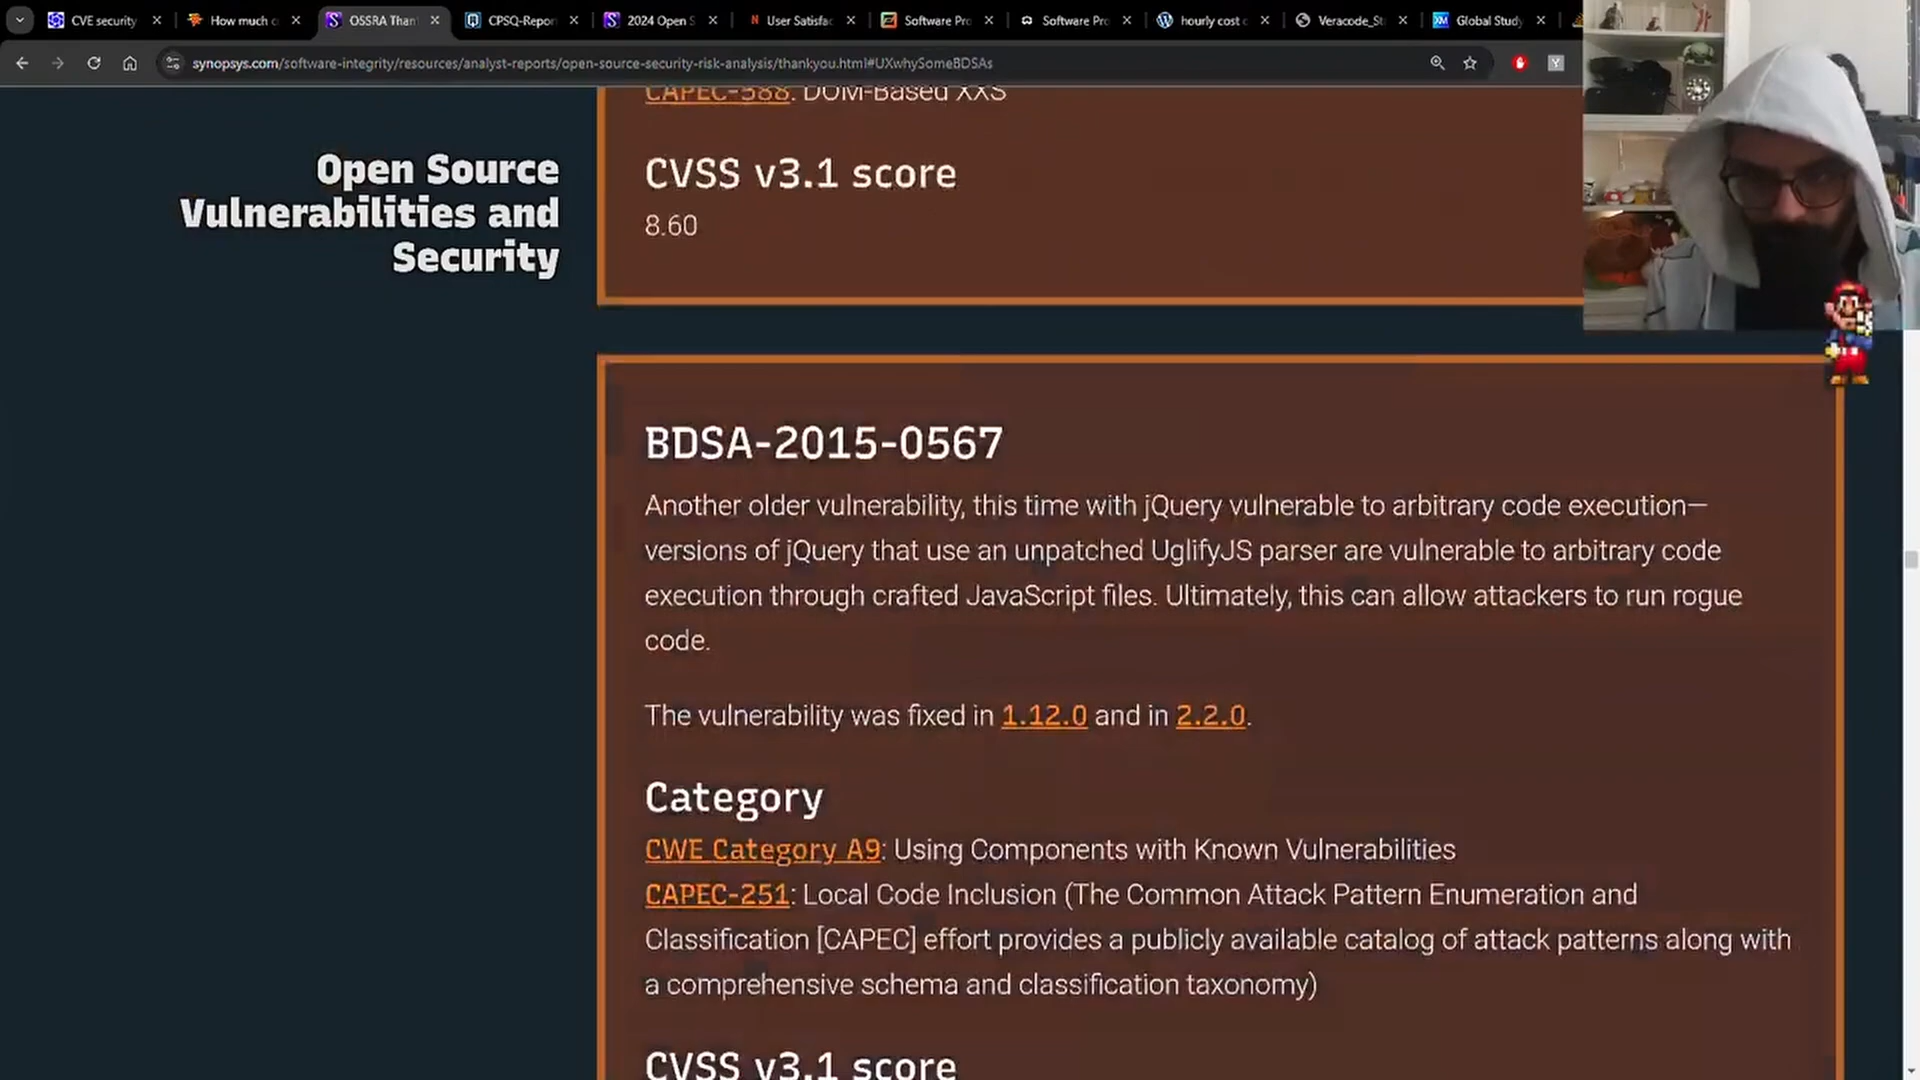 CVE security
How much c
OSSRA Than
CPSQ-Repor
2024 Open S
User Satisfac
Software Pro
Software Pro
hourly cost c
Veracode_St
Global Study
synopsys.com/software-integrity/resources/analyst-reports/open-source-security-risk-analysis/thankyou.html#UXwhySomeBDSAs
CAPEC-588: DOM-Based XXS
Open Source
Vulnerabilities and
Security
CVSS v3.1 score
8.60
BDSA-2015-0567
Another older vulnerability, this time with jQuery vulnerable to arbitrary code execution—
versions of jQuery that use an unpatched UglifyJS parser are vulnerable to arbitrary code
execution through crafted JavaScript files. Ultimately, this can allow attackers to run rogue
code.
The vulnerability was fixed in 1.12.0 and in 2.2.0.
Category
CWE Category A9: Using Components with Known Vulnerabilities
CAPEC-251: Local Code Inclusion (The Common Attack Pattern Enumeration and
Classification [CAPEC] effort provides a publicly available catalog of attack patterns along with
a comprehensive schema and classification taxonomy)
CVSS v3.1 score